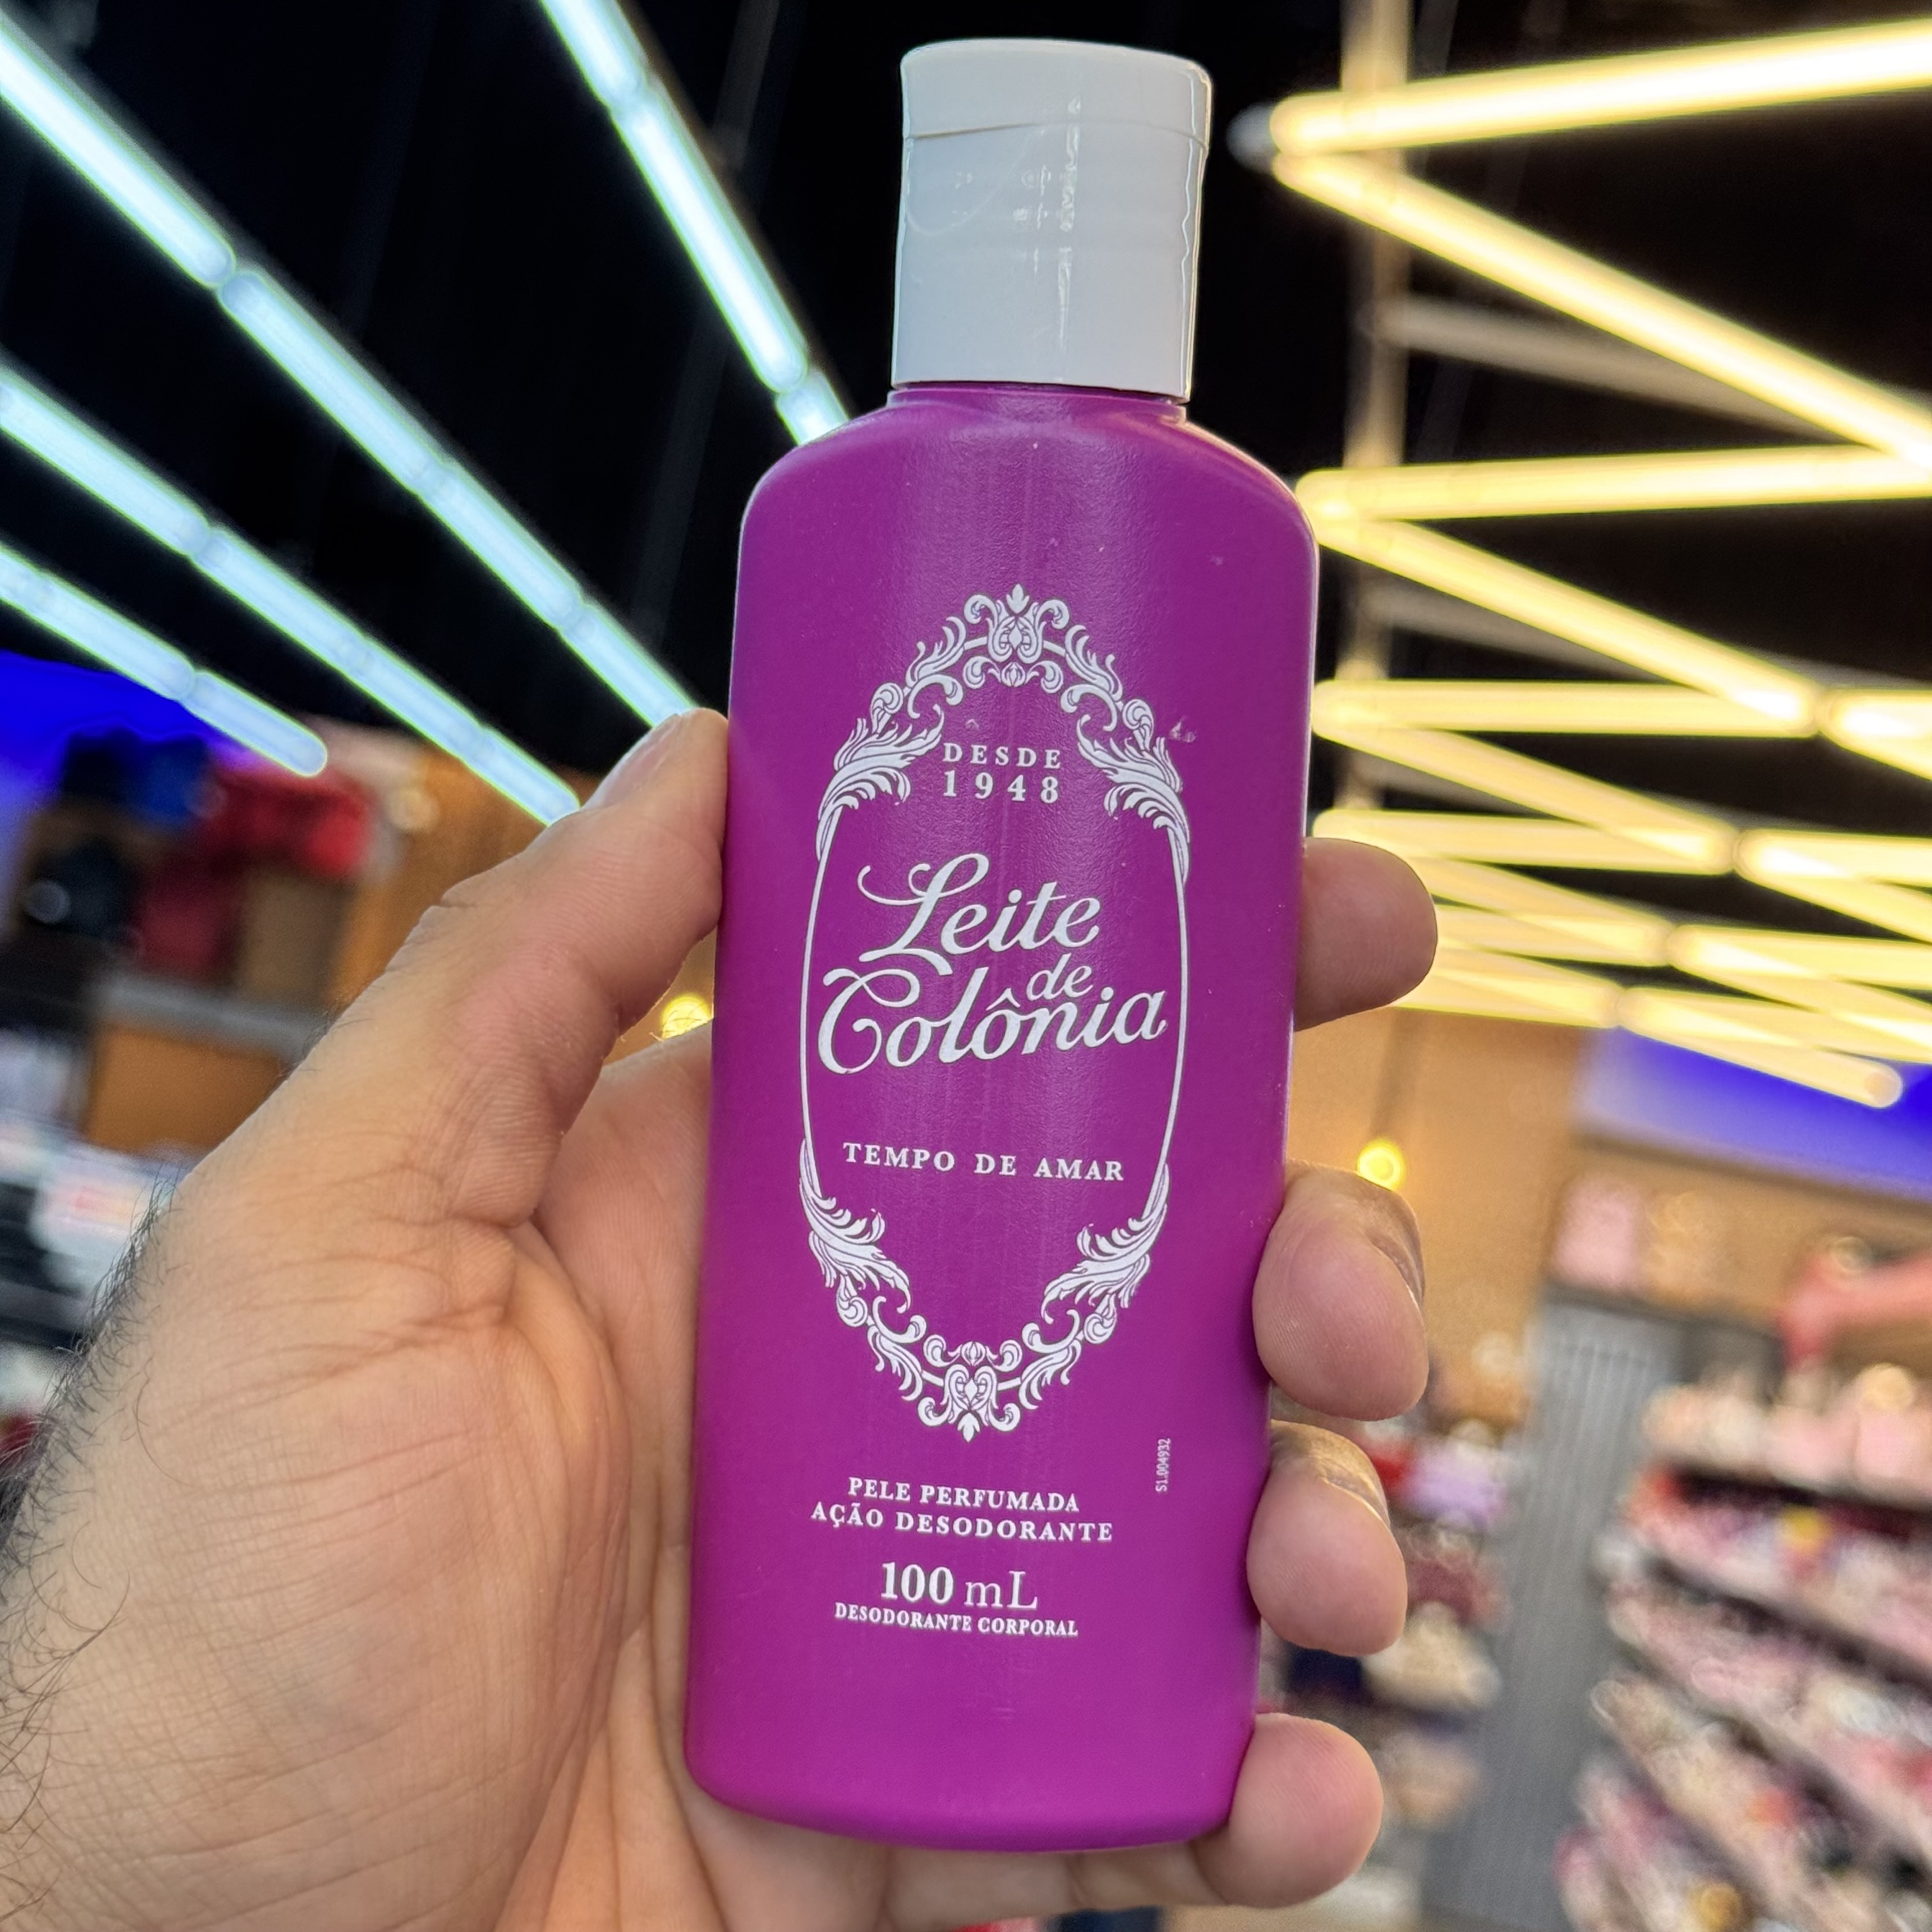 DESDE
1948
Leite
de
Colônia
TEMPO DE AMAR
S1.004932
PELE PERFUMADA
AÇÃO DESODORANTE
100 mL
DESODORANTE CORPORAL